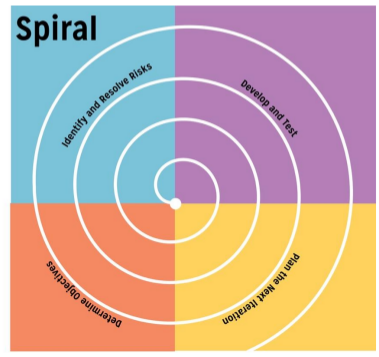 Spiral
Identify and Resolve Risks
Develop and Test
Determine Objectives
Plan the Next Iteration